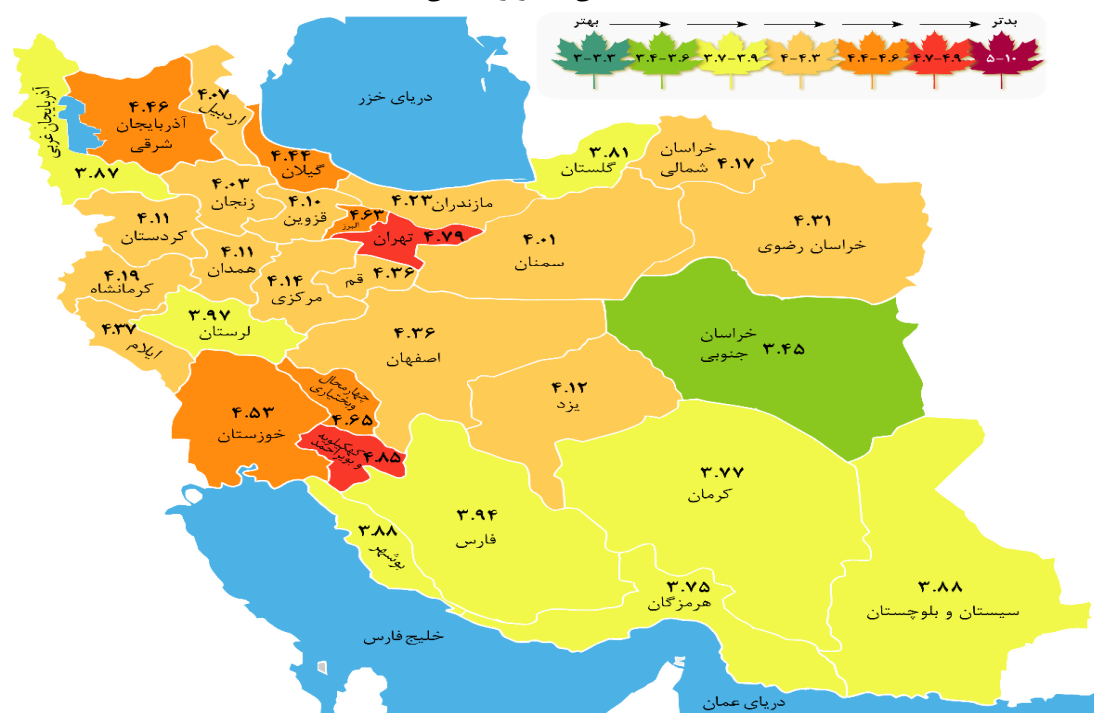 بهتر
بدتر
۳-۳.۳
۳.۴-۳.۶
۳.۷-۳.۹
۴-۴.۳
۴.۴-۴.۶
۴.۷-۴.۹
۵-۱۰
دریای خزر
آذربایجان غربی
۳.۸۷
۴.۴۶
آذربایجان
شرقی
۴.۰۷
اردبیل
۴.۴۴
گیلان
۳.۸۱
گلستان
خراسان
شمالی ۴.۱۷
۴.۳۱
خراسان رضوی
۴.۰۳
زنجان
۴.۱۰
قزوین
مازندران ۴.۲۳
۴.۶۳
البرز
تهران ۴.۷۹
۴.۰۱
سمنان
۴.۱۱
کردستان
۴.۱۱
همدان
۴.۱۹
کرمانشاه
۴.۱۴
مرکزی
قم ۴.۳۶
۳.۹۷
لرستان
۴.۳۷
ایلام
۴.۳۶
اصفهان
خراسان
جنوبی ۳.۴۵
۴.۱۲
یزد
چهارمحال
وبختیاری
۴.۶۵
۴.۵۳
خوزستان
کهگیلویه
و بویراحمد
۴.۸۵
۳.۷۷
کرمان
۳.۹۴
فارس
۳.۸۸
بوشهر
۳.۷۵
هرمزگان
۳.۸۸
سیستان و بلوچستان
خلیج فارس
دریای عمان